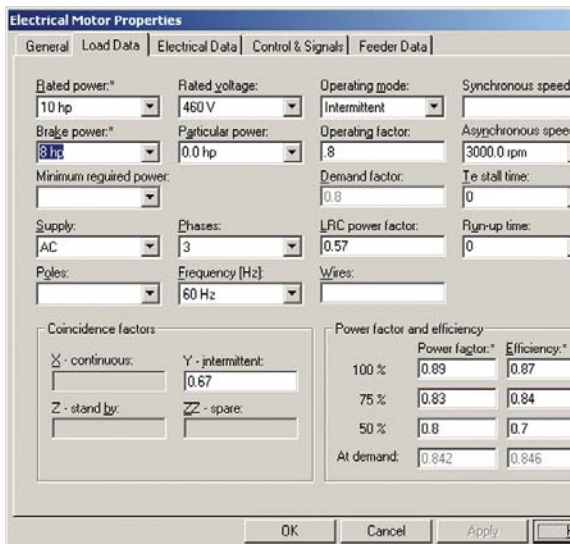 Electrical Motor Properties
General Load Data Electrical Data Control & Signals Feeder Data
Rated power:* Rated voltage: Operating mode: Synchronous speed
10 hp 460 V Intermittent
Brake power:* Particular power: Operating factor: Asynchronous spee
8 hp 0.0 hp .8 3000.0 rpm
Minimum reguired power: Demand factor: Te stall time:
0.8 0
Supply: Phases: LRC power factor: Run-up time:
AC 3 0.57 0
Poles: Frequency [Hz]: Wires:
60 Hz
Coincidence factors Power factor and efficiency
X - continuous: Y - intermittent: Power factor:* Efficiency:*
0.67 100 % 0.89 0.87
Z - stand by: ZZ - spare: 75 % 0.83 0.84
50 % 0.8 0.7
At demand: 0.842 0.846
OK Cancel Apply